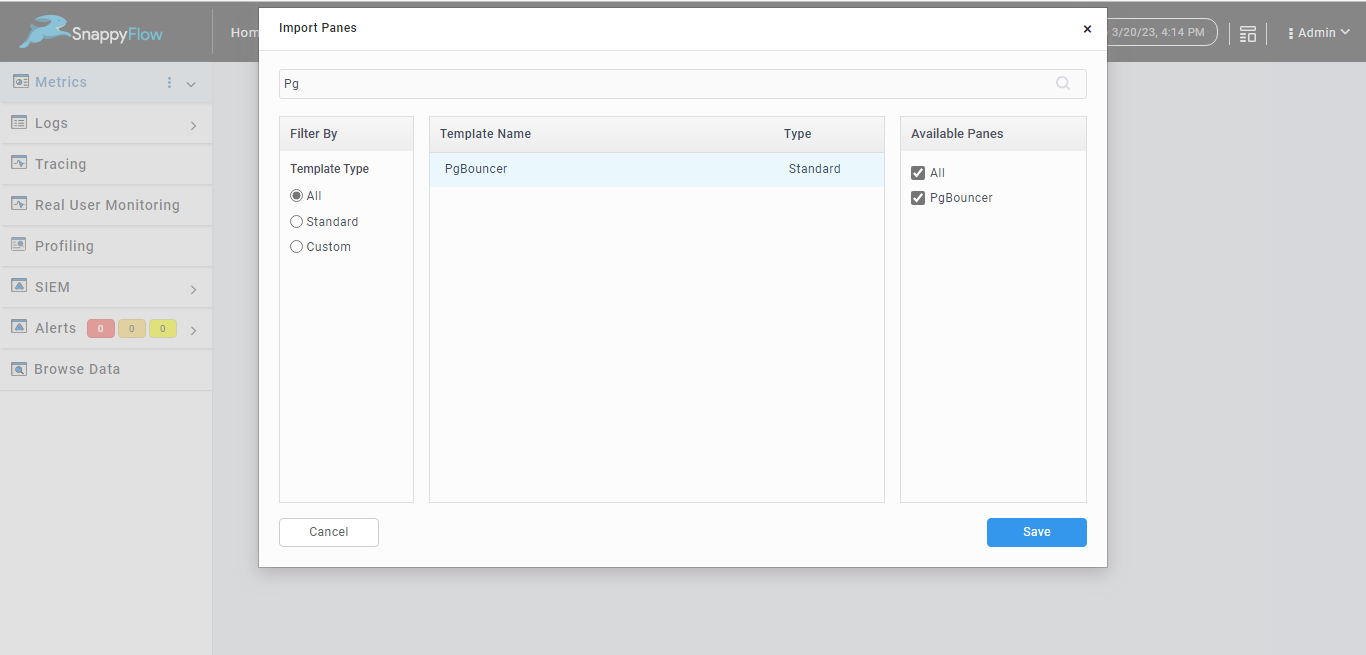 SnappyFlow
Hom
3/20/23, 4:14 PM
Admin
Metrics
Logs
Tracing
Real User Monitoring
Profiling
SIEM
Alerts 0 0 0
Browse Data
Import Panes
×
Pg
Filter By
Template Type
All
Standard
Custom
Template Name Type
PgBouncer Standard
Available Panes
All
PgBouncer
Cancel
Save